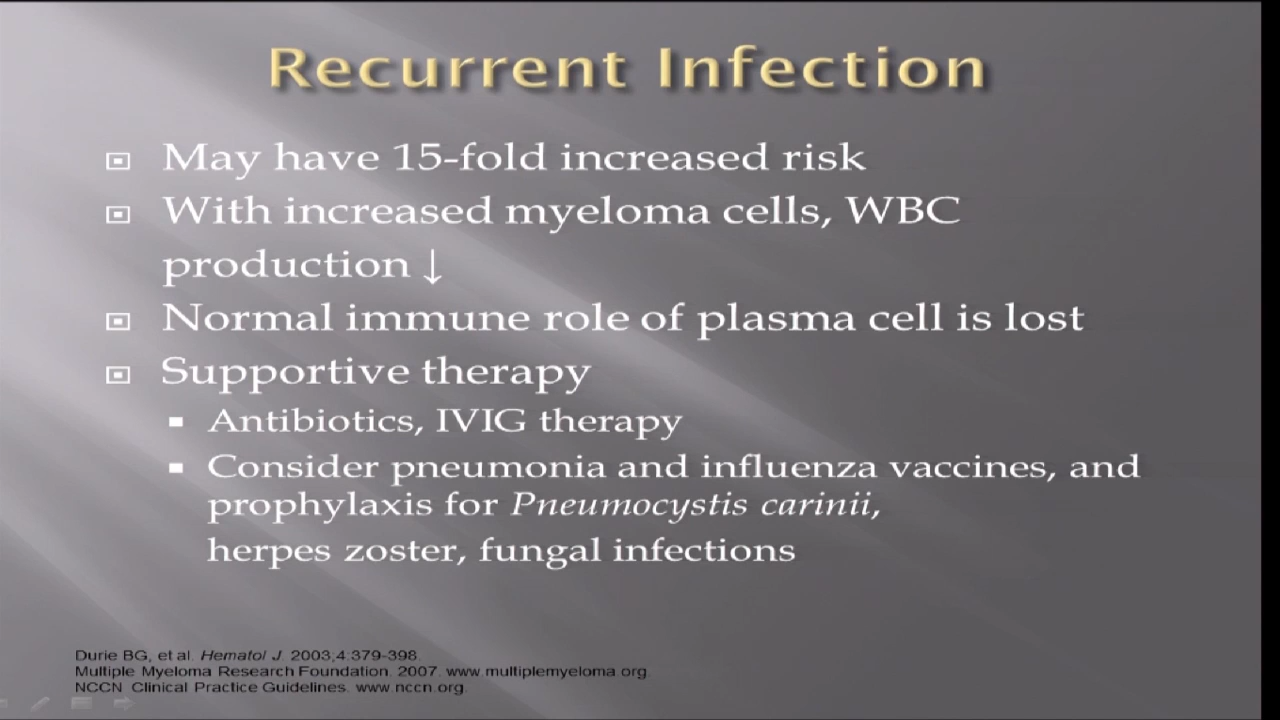 Recurrent Infection
May have 15-fold increased risk
With increased myeloma cells, WBC
production ↓
Normal immune role of plasma cell is lost
Supportive therapy
Antibiotics, IVIG therapy
Consider pneumonia and influenza vaccines, and
prophylaxis for Pneumocystis carinii,
herpes zoster, fungal infections
Durie BG, et al. Hematol J. 2003;4:379-398.
Multiple Myeloma Research Foundation. 2007. www.multiplemyeloma.org.
NCCN Clinical Practice Guidelines. www.nccn.org.